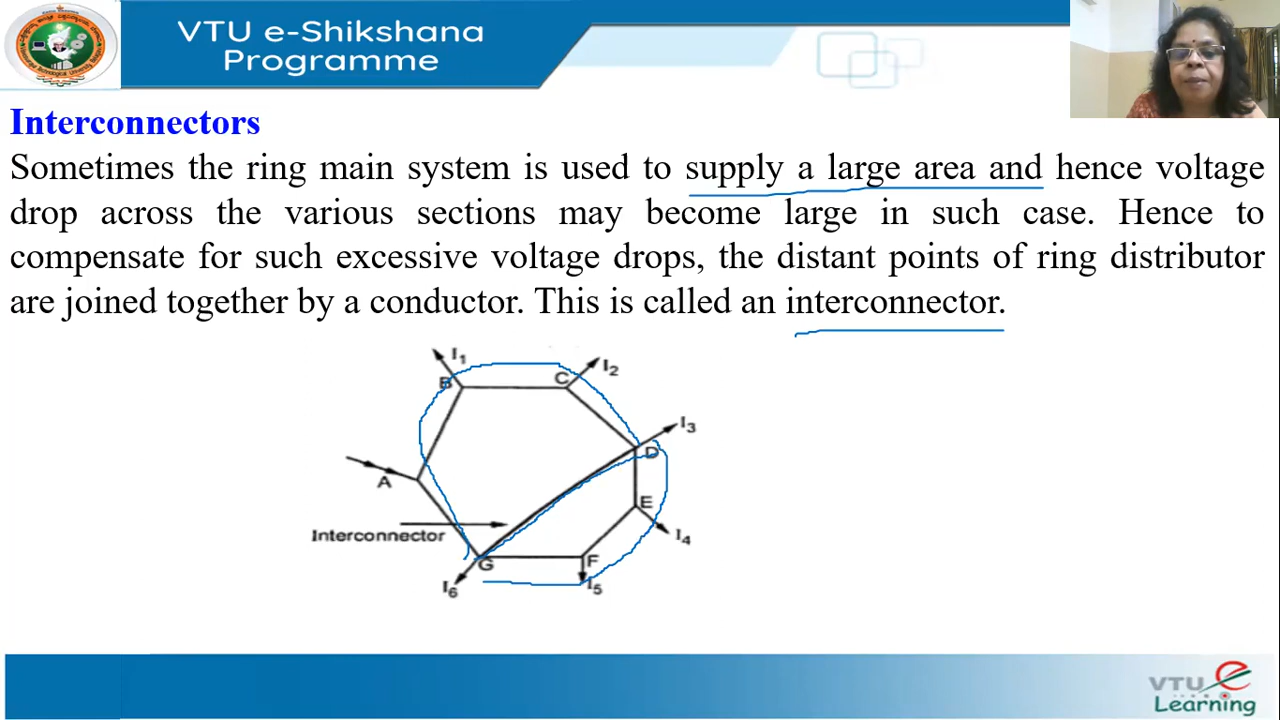 VTU e-Shikshana
Programme
Interconnectors
Sometimes the ring main system is used to supply a large area and hence voltage
drop across the various sections may become large in such case. Hence to
compensate for such excessive voltage drops, the distant points of ring distributor
are joined together by a conductor. This is called an interconnector.
I1
B
C
I2
I3
D
A
E
Interconnector
I4
G
F
I6
I5
VTU e
Learning